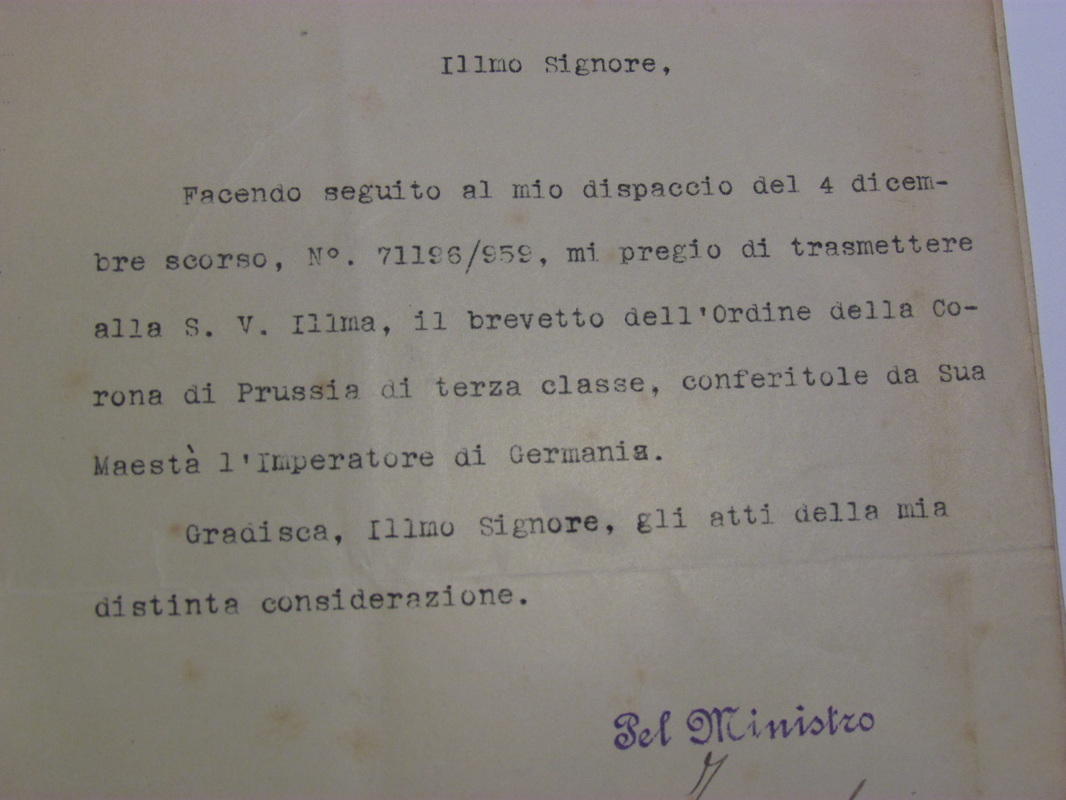 Illmo Signore,
Facendo seguito al mio dispaccio del 4 dicem-
bre scorso, Nº. 71196/959, mi pregio di trasmettere
alla S. V. Illma, il brevetto dell'Ordine della Co-
rona di Prussia di terza classe, conferitole da Sua
Maestà l'Imperatore di Germania.
Gradisca, Illmo Signore, gli atti della mia
distinta considerazione.
Pel Ministro